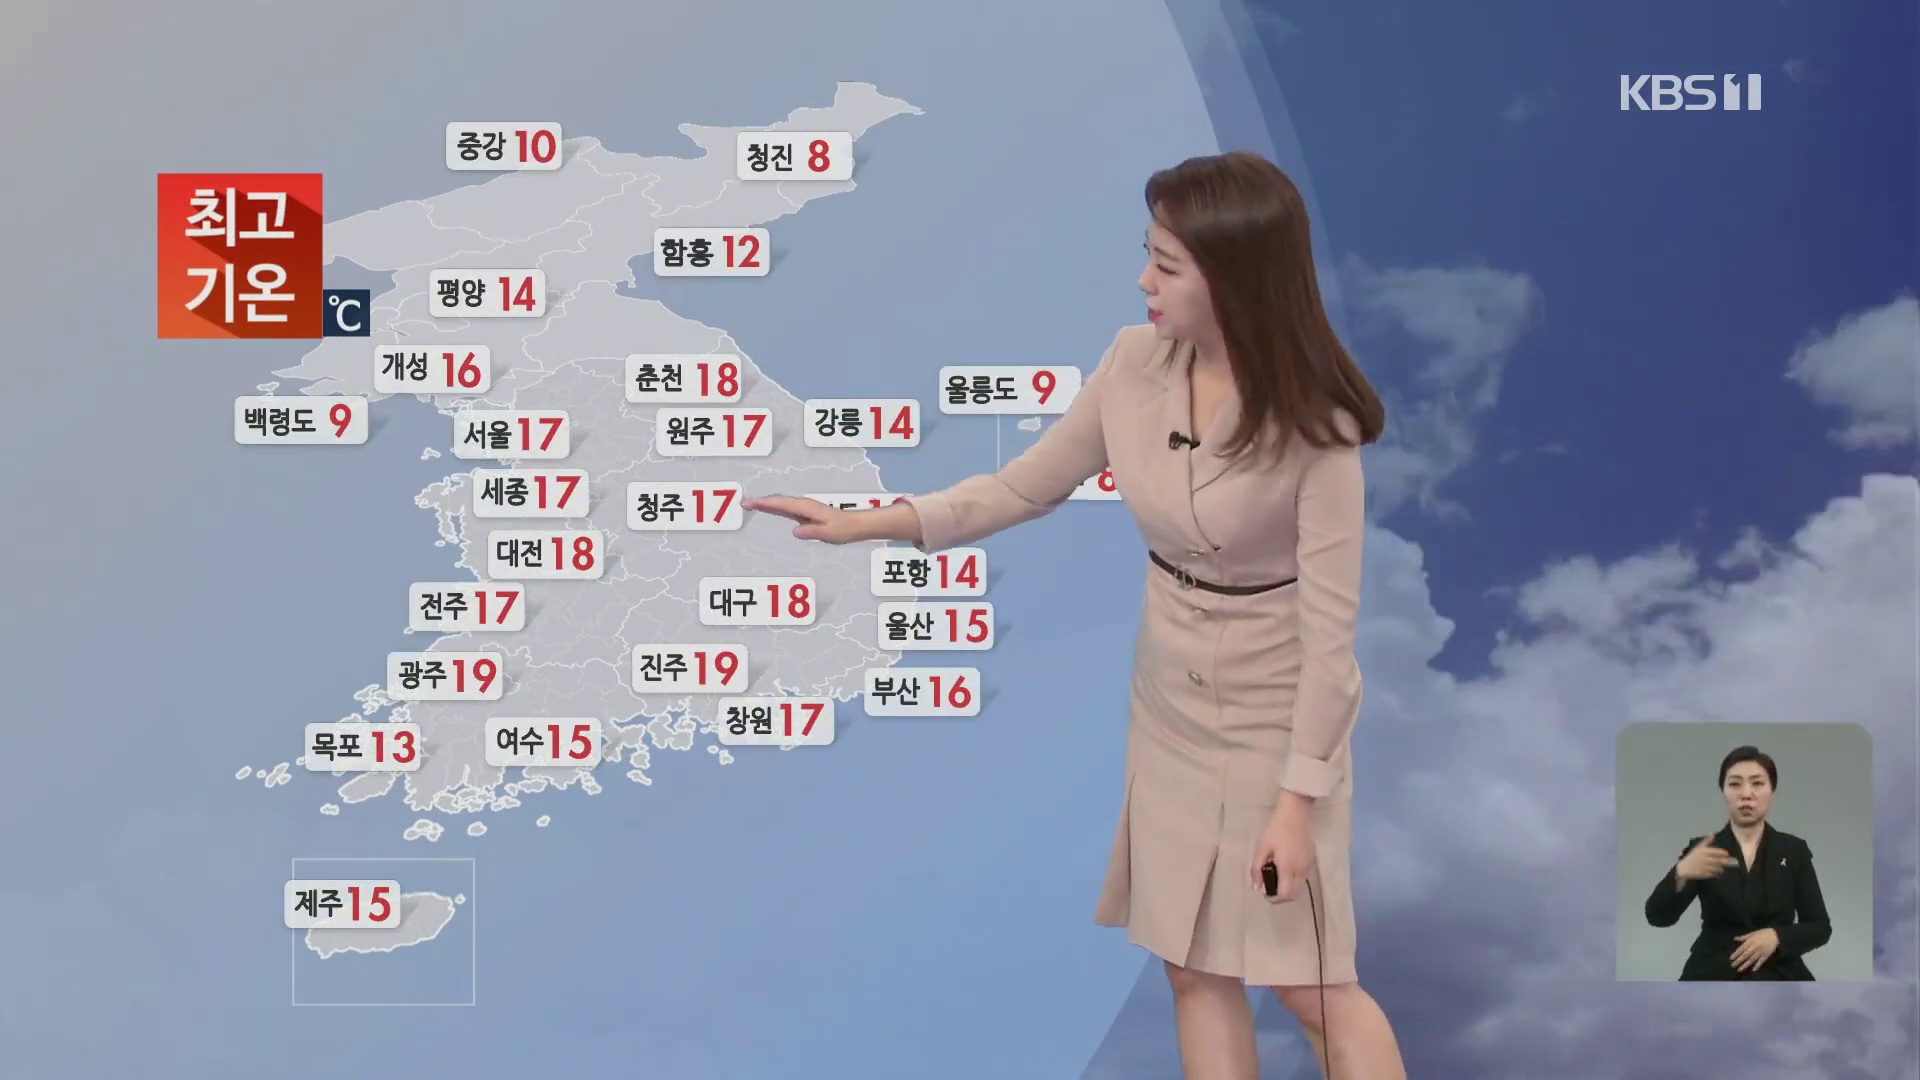 KBS 1
최고
기온
℃
중강 10
청진 8
함흥 12
평양 14
개성 16
백령도 9
춘천 18
서울 17
원주 17
강릉 14
울릉도 9
8
세종 17
청주 17
대전 18
포항 14
전주 17
대구 18
울산 15
광주 19
진주 19
부산 16
목포 13
여수 15
창원 17
제주 15